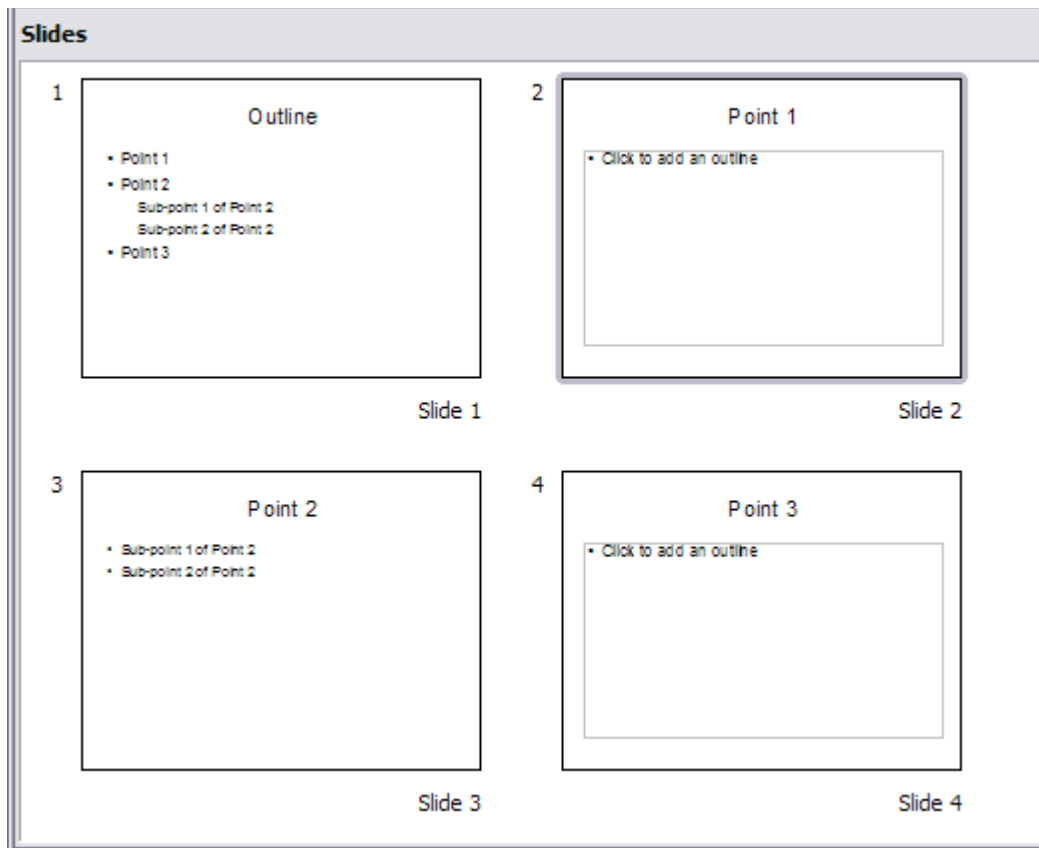 Slides
1
Outline
• Point 1
• Point 2
Sub-point 1 of Point 2
Sub-point 2 of Point 2
• Point 3
Slide 1
2
Point 1
• Click to add an outline
Slide 2
3
Point 2
• Sub-point 1 of Point 2
• Sub-point 2 of Point 2
Slide 3
4
Point 3
• Click to add an outline
Slide 4